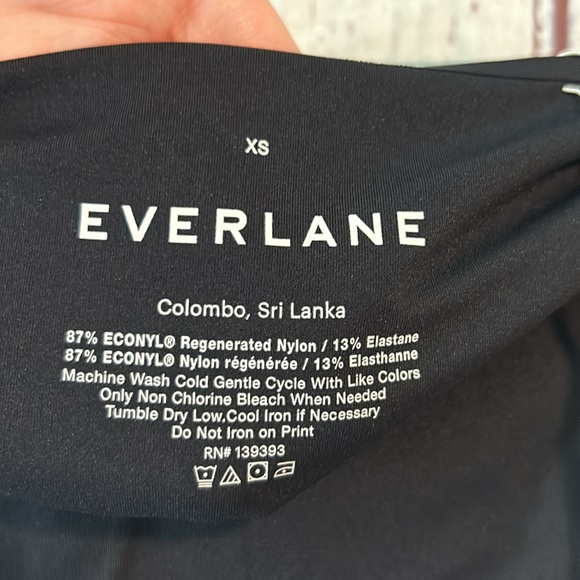 XS
EVERLANE
Colombo, Sri Lanka
87% ECONYL® Regenerated Nylon / 13% Elastane
87% ECONYL® Nylon régénérée / 13% Elasthanne
Machine Wash Cold Gentle Cycle With Like Colors
Only Non Chlorine Bleach When Needed
Tumble Dry Low,Cool Iron if Necessary
Do Not Iron on Print
RN# 139393